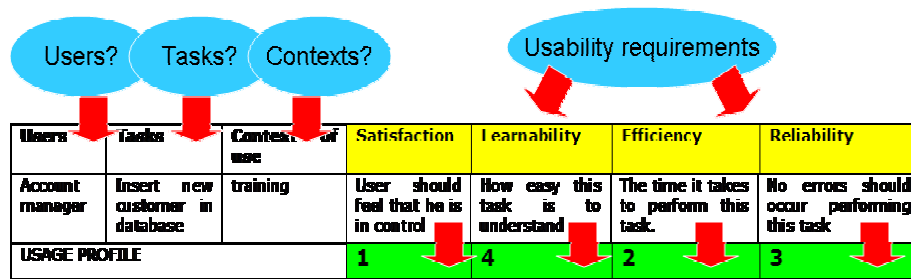 Users? Tasks? Contexts? Usability requirements
Users Tasks Context of use Satisfaction Learnability Efficiency Reliability
Account manager
Insert new customer in database
training
User should feel that he is in control
How easy this task is to understand
The time it takes to perform this task.
No errors should occur performing this task
USAGE PROFILE 1 4 2 3